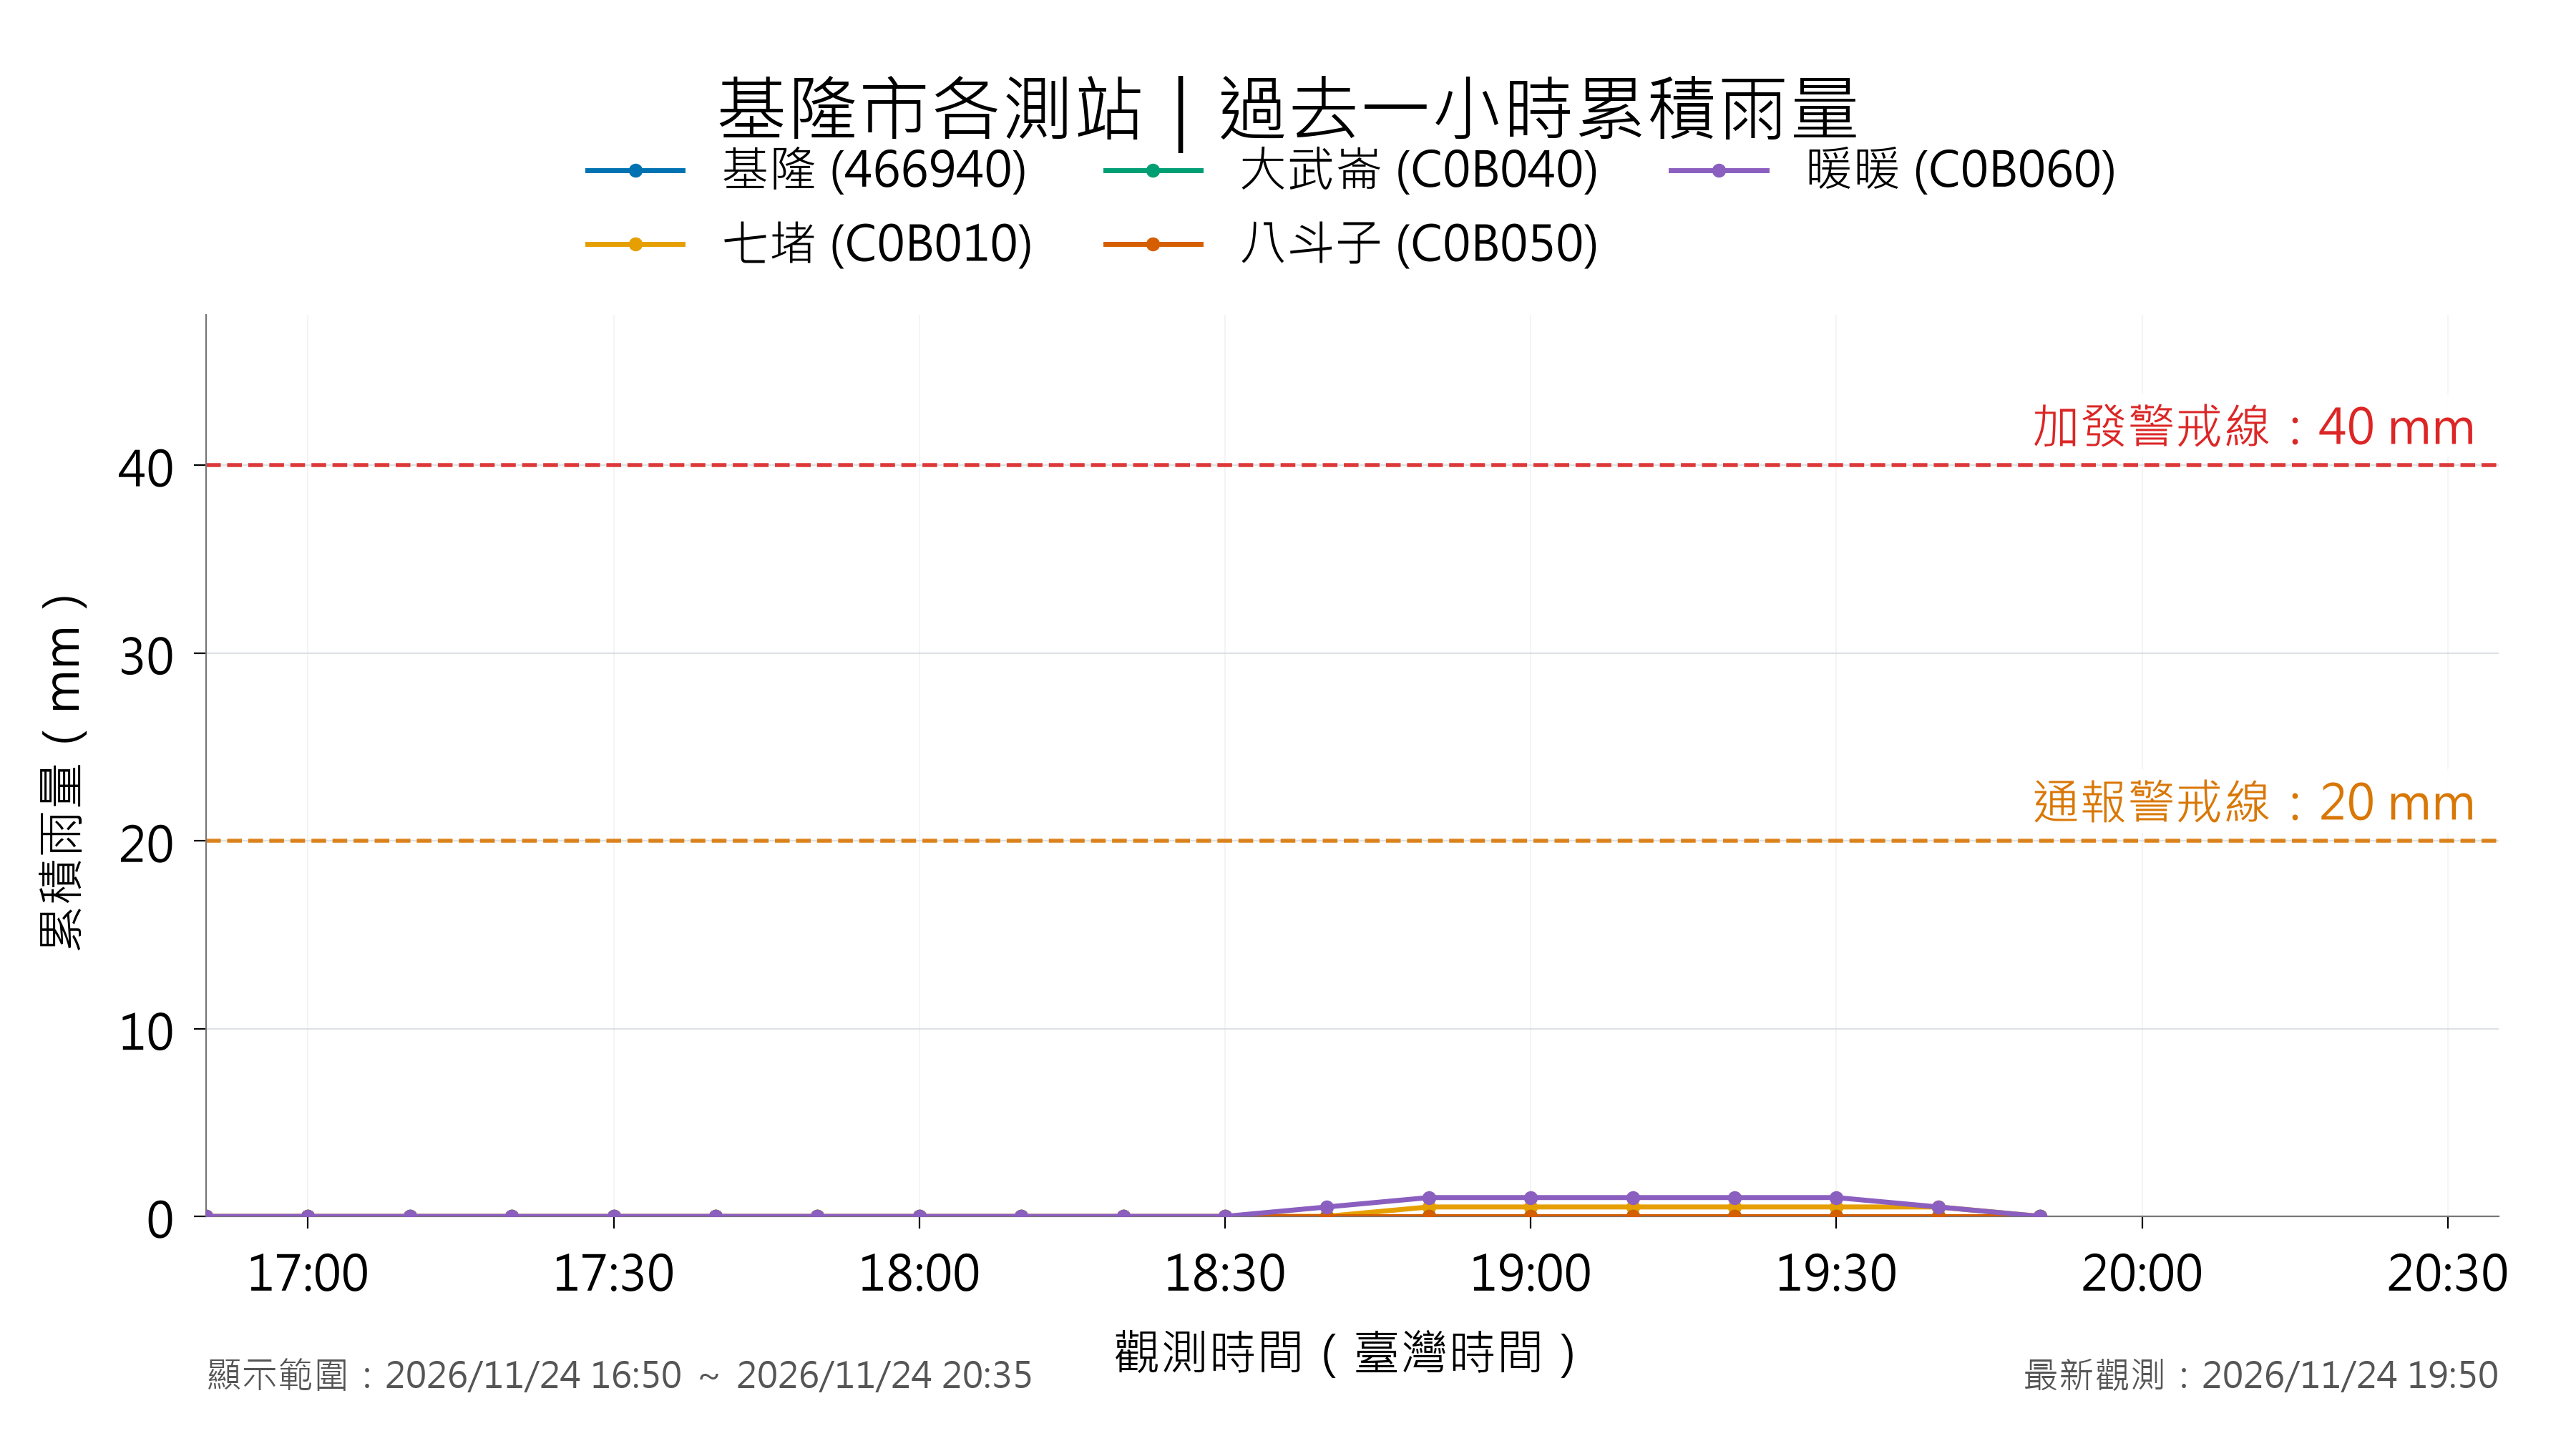 基隆市各測站｜過去一小時累積雨量
基隆 (466940)
大武崙 (C0B040)
暖暖 (C0B060)
七堵 (C0B010)
八斗子 (C0B050)
累積雨量（mm）
40
30
20
10
0
加發警戒線：40 mm
通報警戒線：20 mm
17:00 17:30 18:00 18:30 19:00 19:30 20:00 20:30
觀測時間（臺灣時間）
顯示範圍：2026/11/24 16:50 ~ 2026/11/24 20:35
最新觀測：2026/11/24 19:50